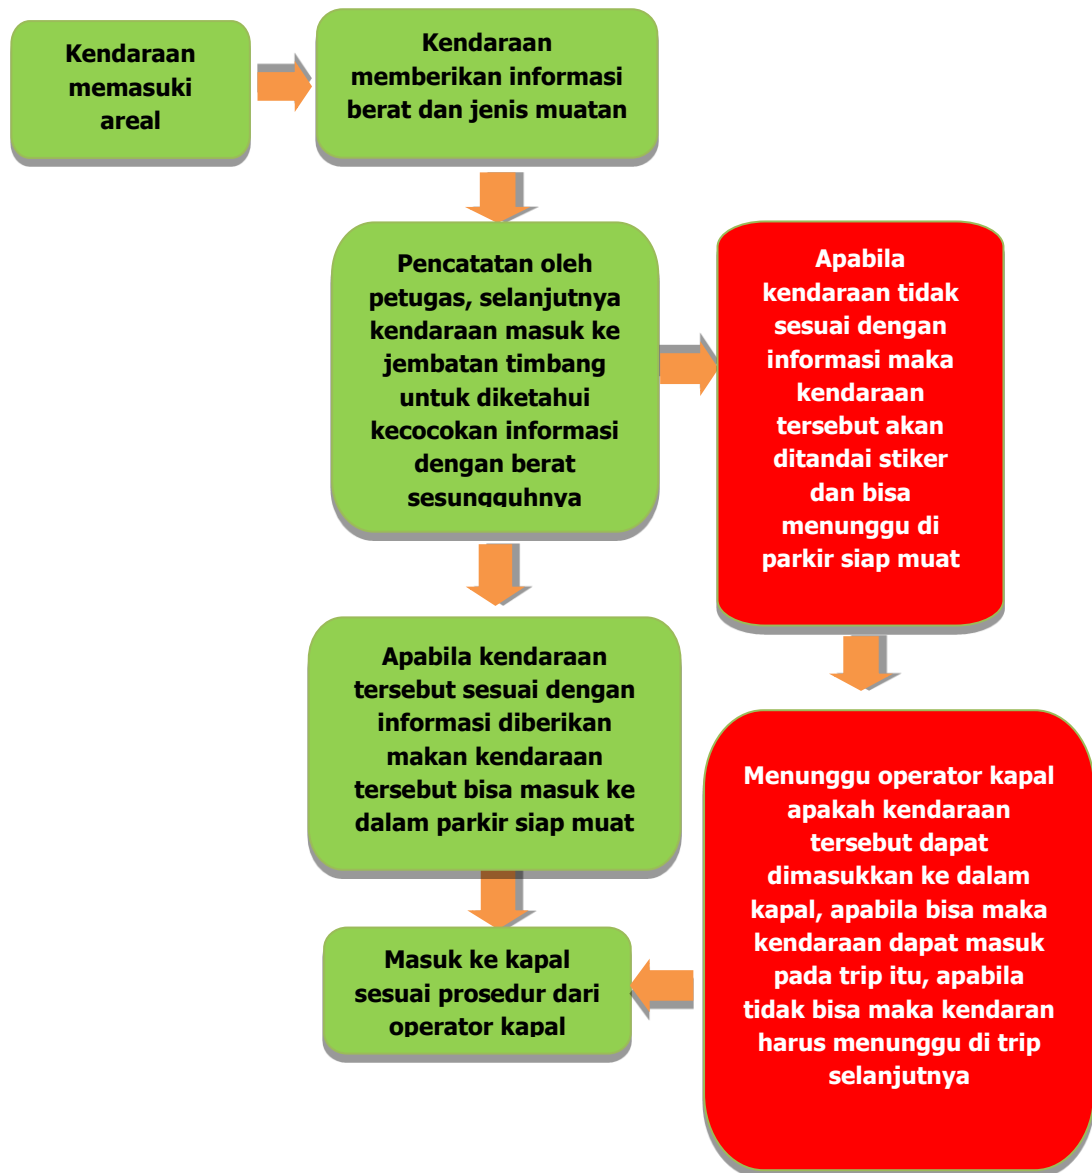 Kendaraan
memasuki
areal
Kendaraan
memberikan informasi
berat dan jenis muatan
Pencatatan oleh
petugas, selanjutnya
kendaraan masuk ke
jembatan timbang
untuk diketahui
kecocokan informasi
dengan berat
sesungguhnya
Apabila
kendaraan tidak
sesuai dengan
informasi maka
kendaraan
tersebut akan
ditandai stiker
dan bisa
menunggu di
parkir siap muat
Apabila kendaraan
tersebut sesuai dengan
informasi diberikan
makan kendaraan
tersebut bisa masuk ke
dalam parkir siap muat
Menunggu operator kapal
apakah kendaraan
tersebut dapat
dimasukkan ke dalam
kapal, apabila bisa maka
kendaraan dapat masuk
pada trip itu, apabila
tidak bisa maka kendaran
harus menunggu di trip
selanjutnya
Masuk ke kapal
sesuai prosedur dari
operator kapal